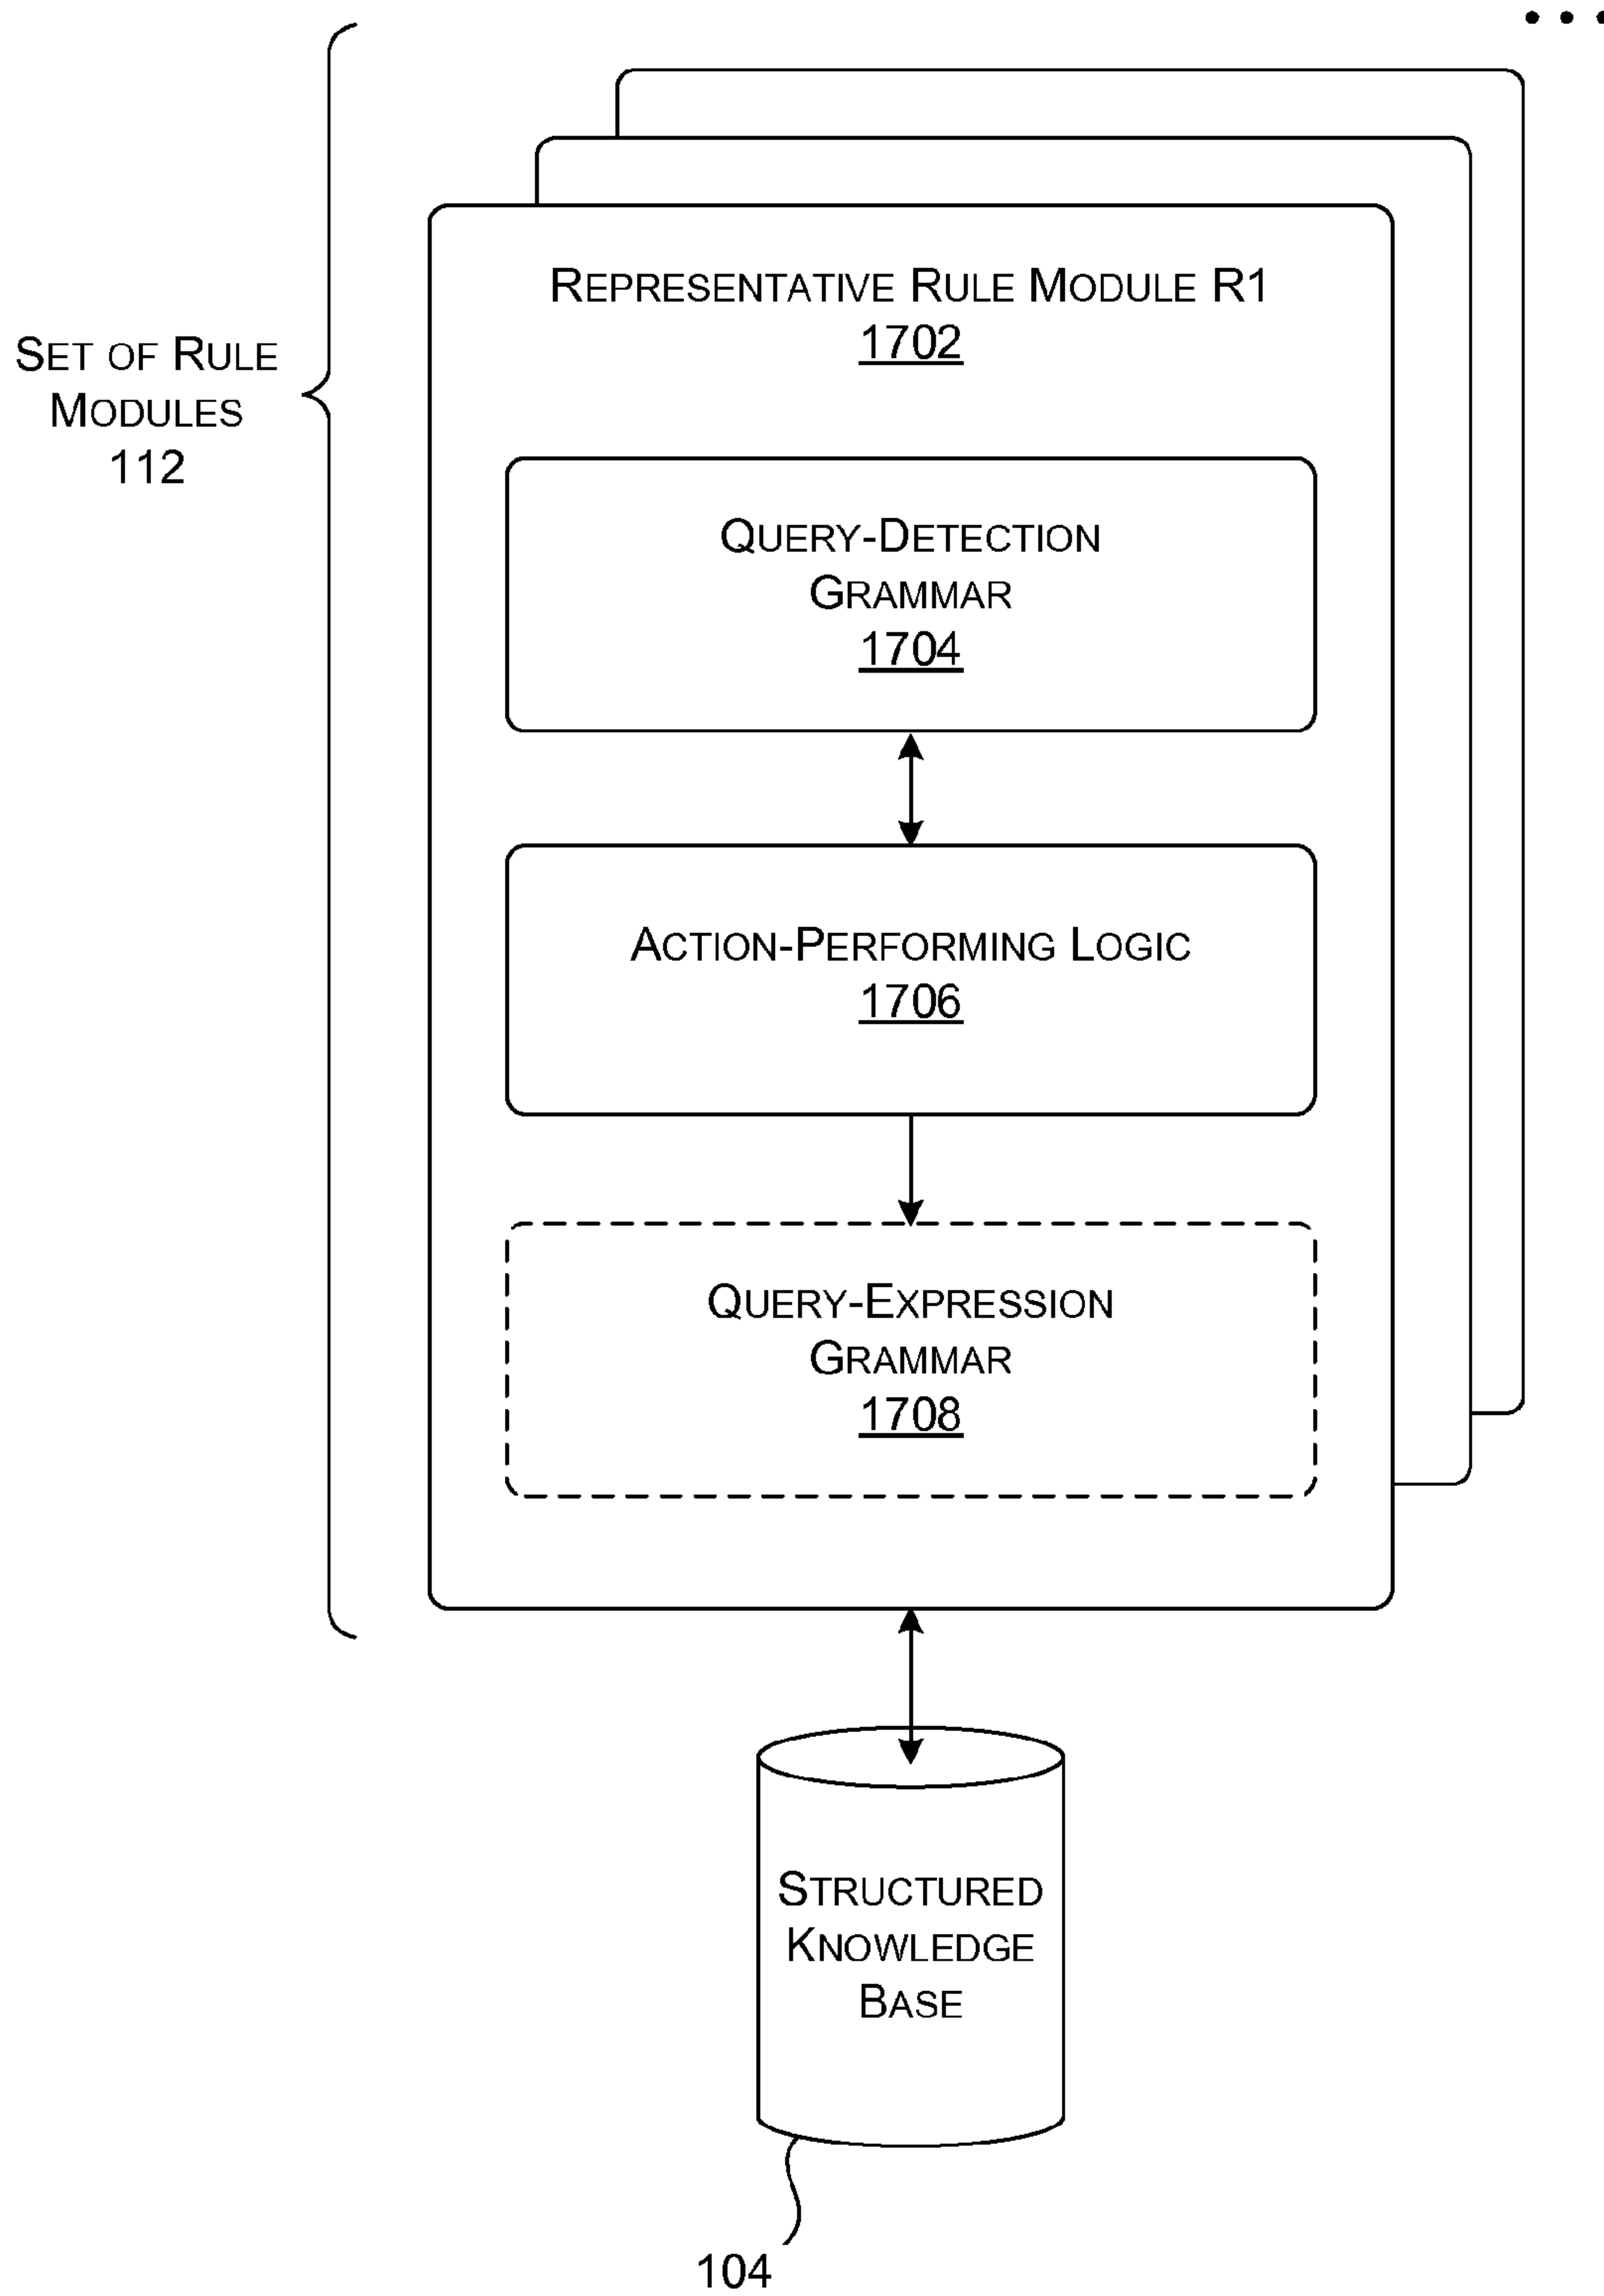 SET OF RULE
MODULES
112
REPRESENTATIVE RULE MODULE R1
1702
QUERY-DETECTION
GRAMMAR
1704
ACTION-PERFORMING LOGIC
1706
QUERY-EXPRESSION
GRAMMAR
1708
STRUCTURED
KNOWLEDGE
BASE
104